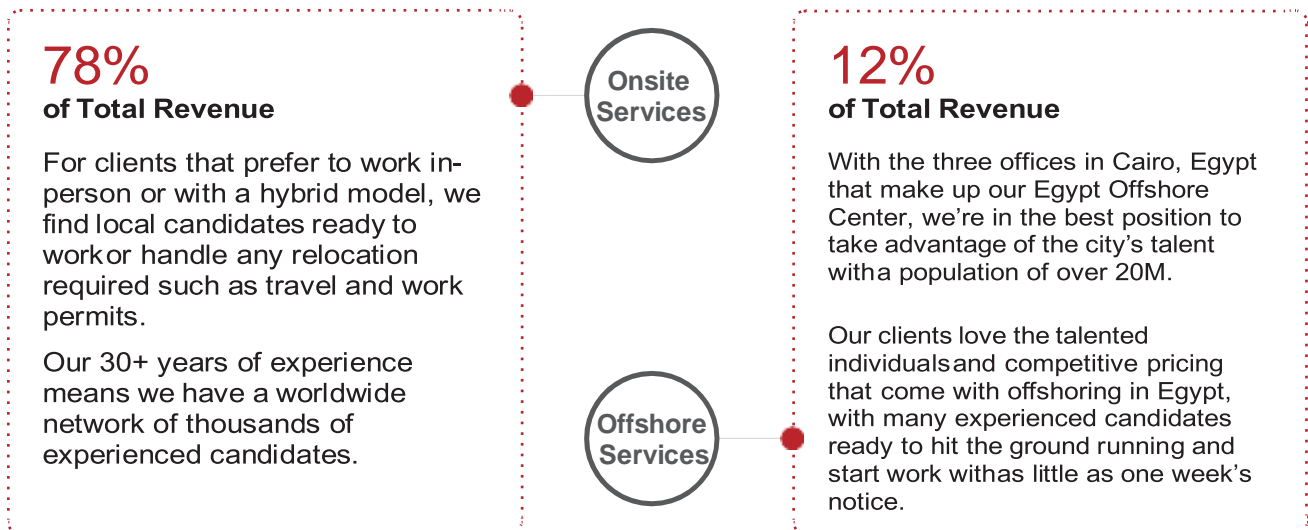 78%
of Total Revenue
For clients that prefer to work in-
person or with a hybrid model, we
find local candidates ready to
workor handle any relocation
required such as travel and work
permits.
Our 30+ years of experience
means we have a worldwide
network of thousands of
experienced candidates.
Onsite
Services
Offshore
Services
12%
of Total Revenue
With the three offices in Cairo, Egypt
that make up our Egypt Offshore
Center, we’re in the best position to
take advantage of the city’s talent
witha population of over 20M.
Our clients love the talented
individualsand competitive pricing
that come with offshoring in Egypt,
with many experienced candidates
ready to hit the ground running and
start work withas little as one week’s
notice.